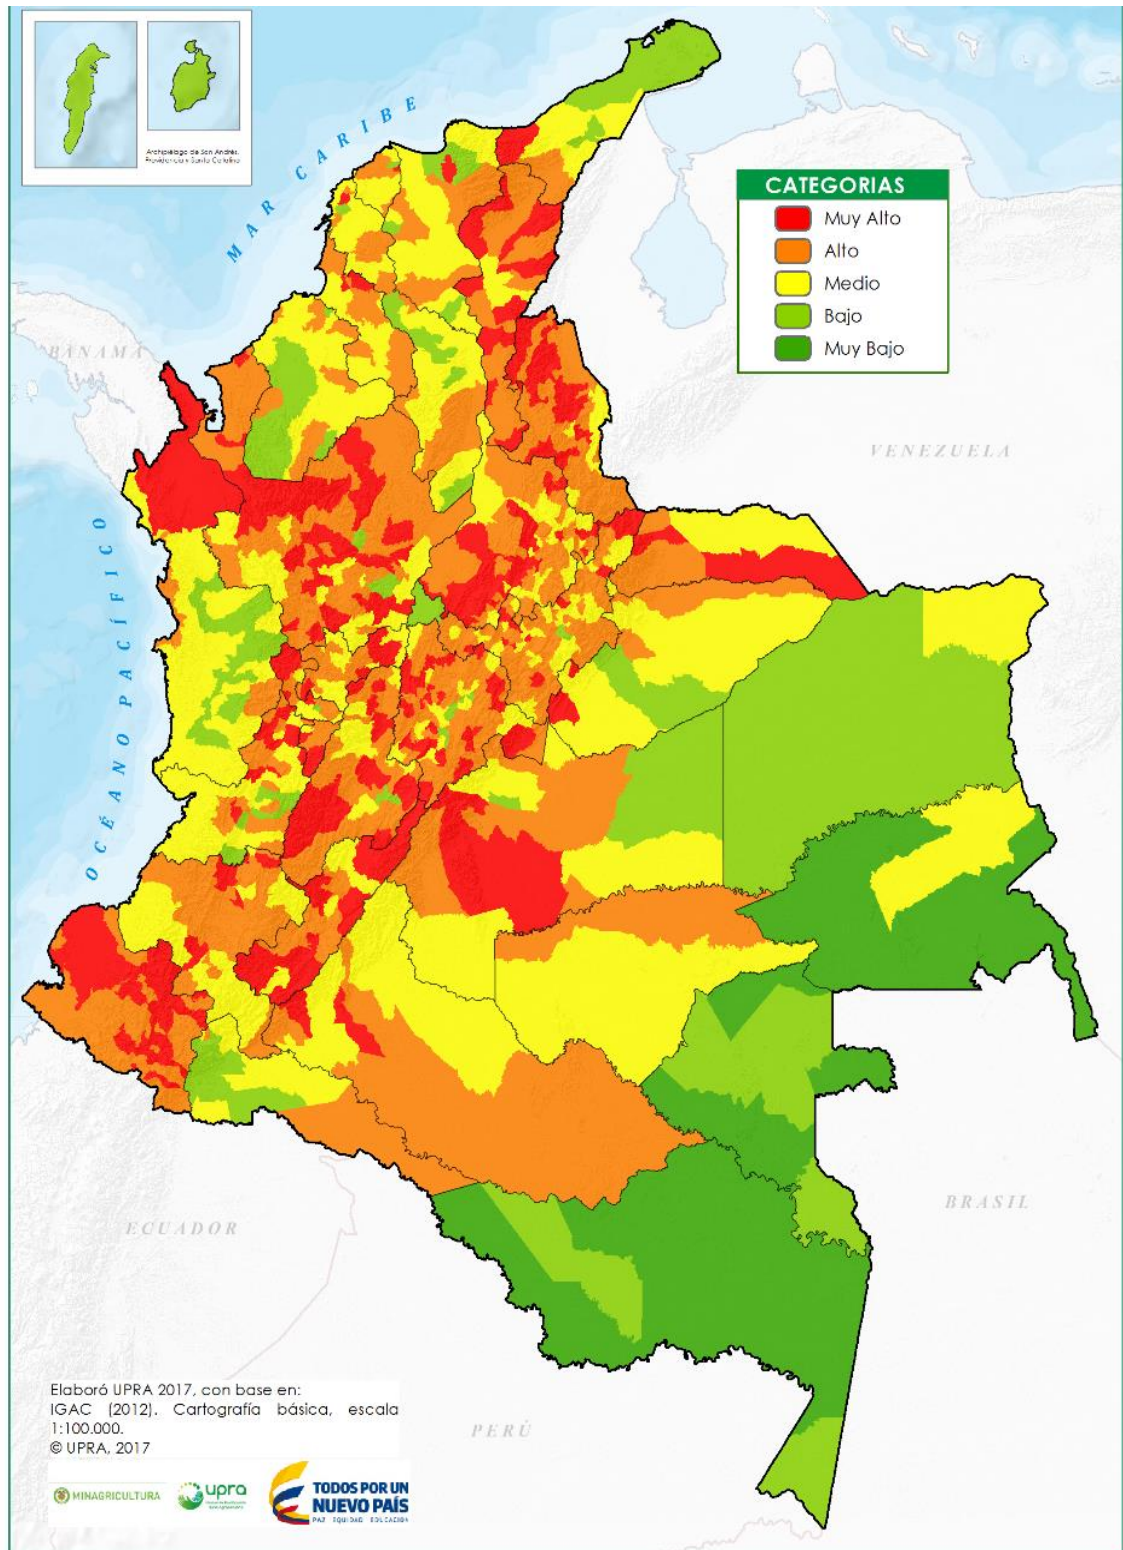 Archipiélago de San Andrés,
Providencia y Santa Catalina
MAR CARIBE
CATEGORIAS
Muy Alto
Alto
Medio
Bajo
Muy Bajo
PANAMÁ
VENEZUELA
OCÉANO PACÍFICO
ECUADOR
BRASIL
PERÚ
Elaboró UPRA 2017, con base en:
IGAC (2012). Cartografía básica, escala
1:100.000.
© UPRA, 2017
MINAGRICULTURA
upra
TODOS POR UN
NUEVO PAÍS
PAZ EQUIDAD EDUCACIÓN